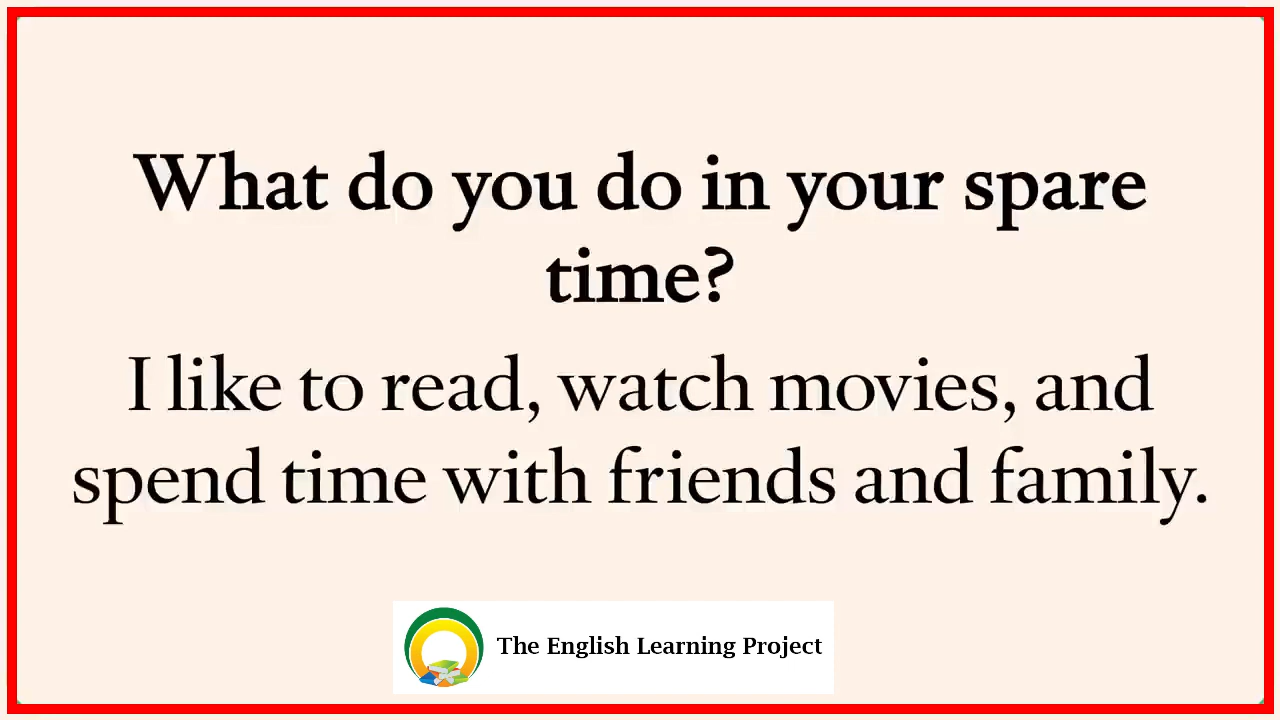 What do you do in your spare
time?
I like to read, watch movies, and
spend time with friends and family.
The English Learning Project